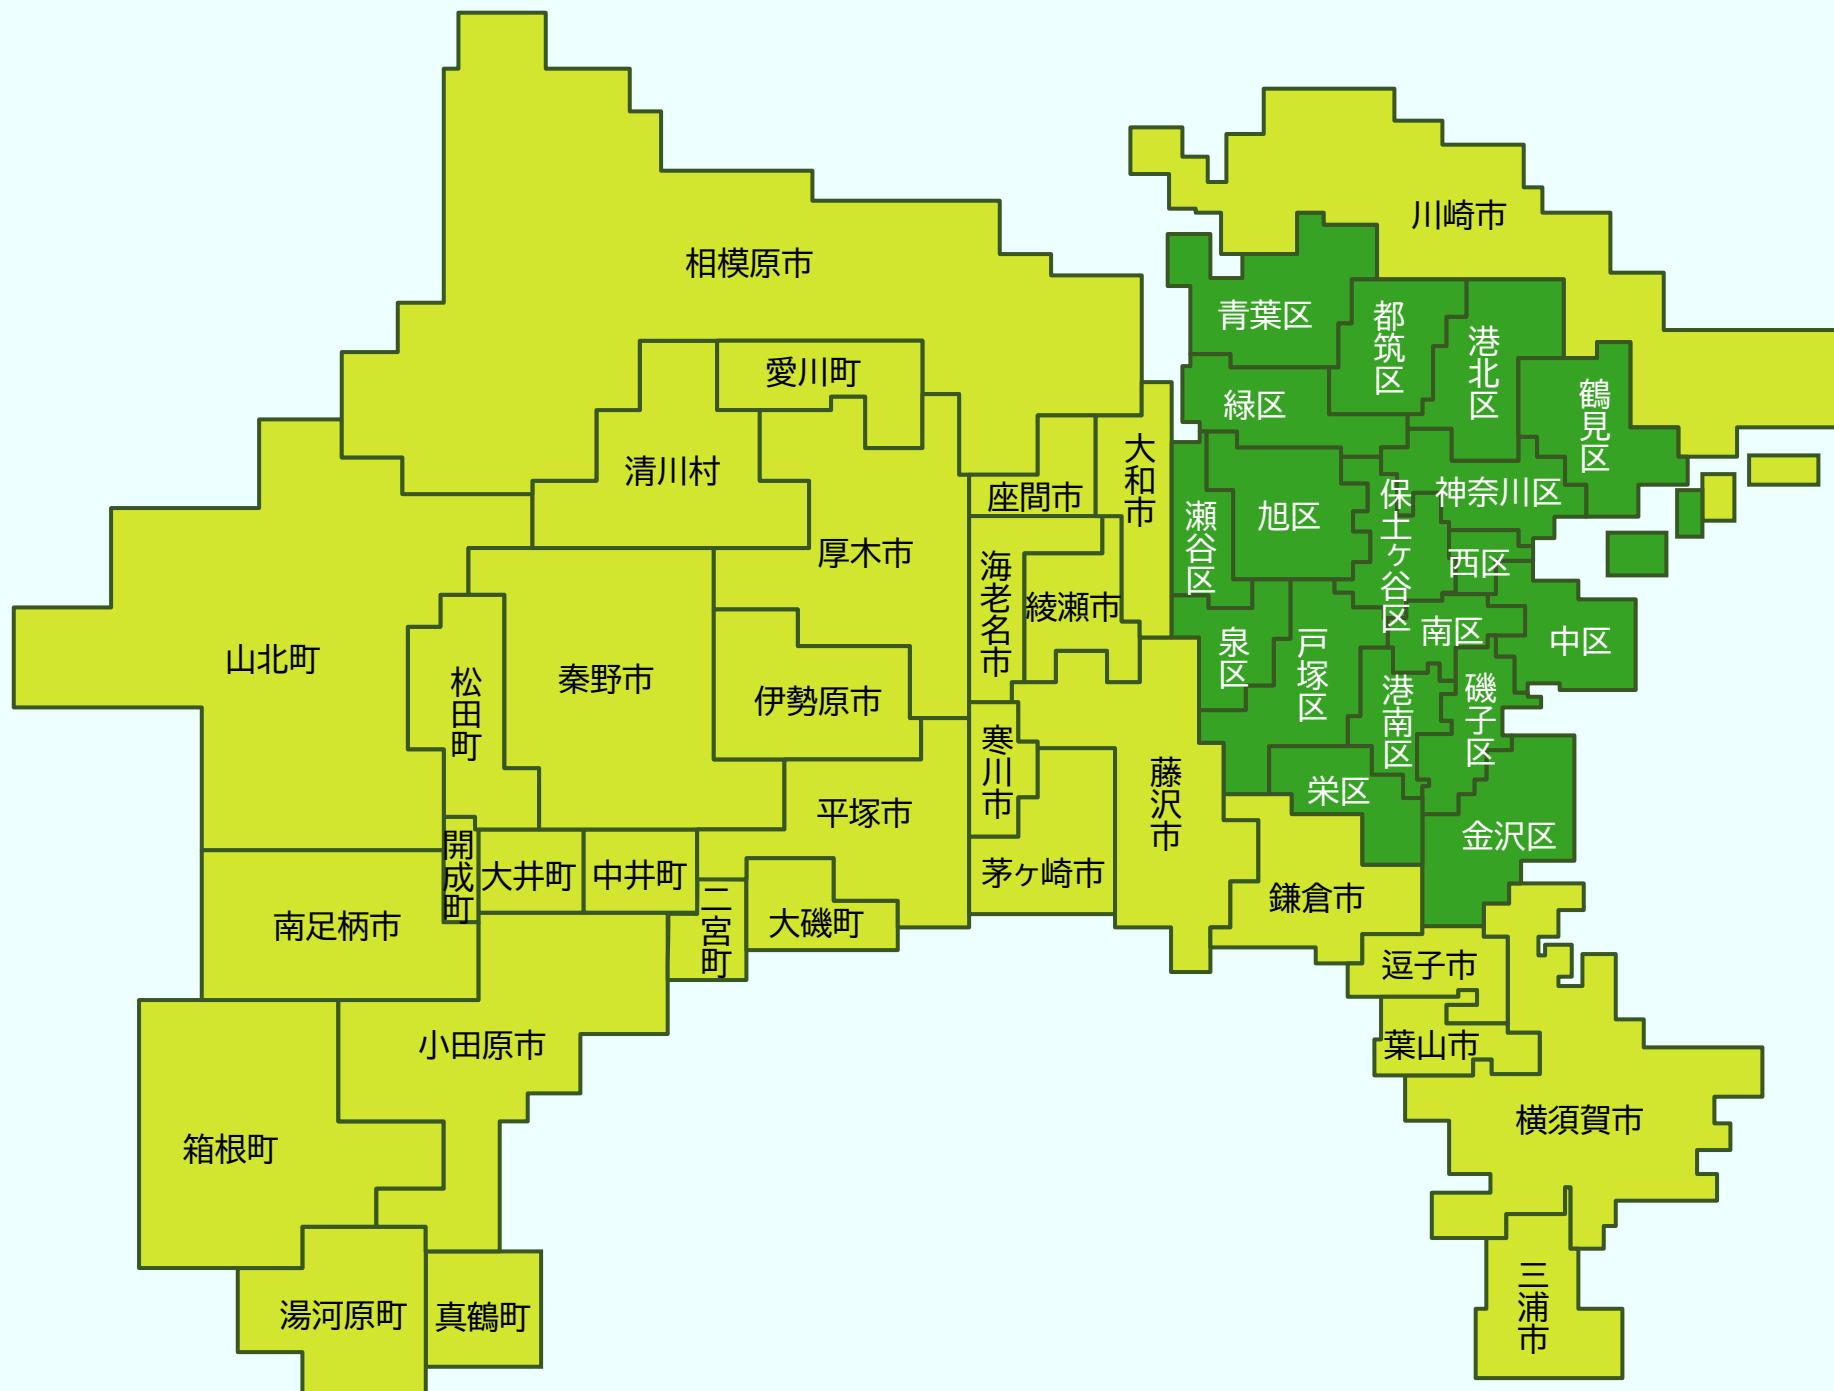 川崎市
相模原市
青葉区
都筑区
港北区
愛川町
鶴見区
緑区
清川村
大和市
座間市
神奈川区
保土ヶ谷区
旭区
瀬谷区
厚木市
西区
海老名市
綾瀬市
南区
中区
泉区
戸塚区
山北町
松田町
秦野市
伊勢原市
港南区
磯子区
寒川市
藤沢市
栄区
平塚市
金沢区
開成町
大井町
中井町
茅ヶ崎市
鎌倉市
二宮町
大磯町
南足柄市
逗子市
小田原市
葉山市
横須賀市
箱根町
三浦市
湯河原町
真鶴町